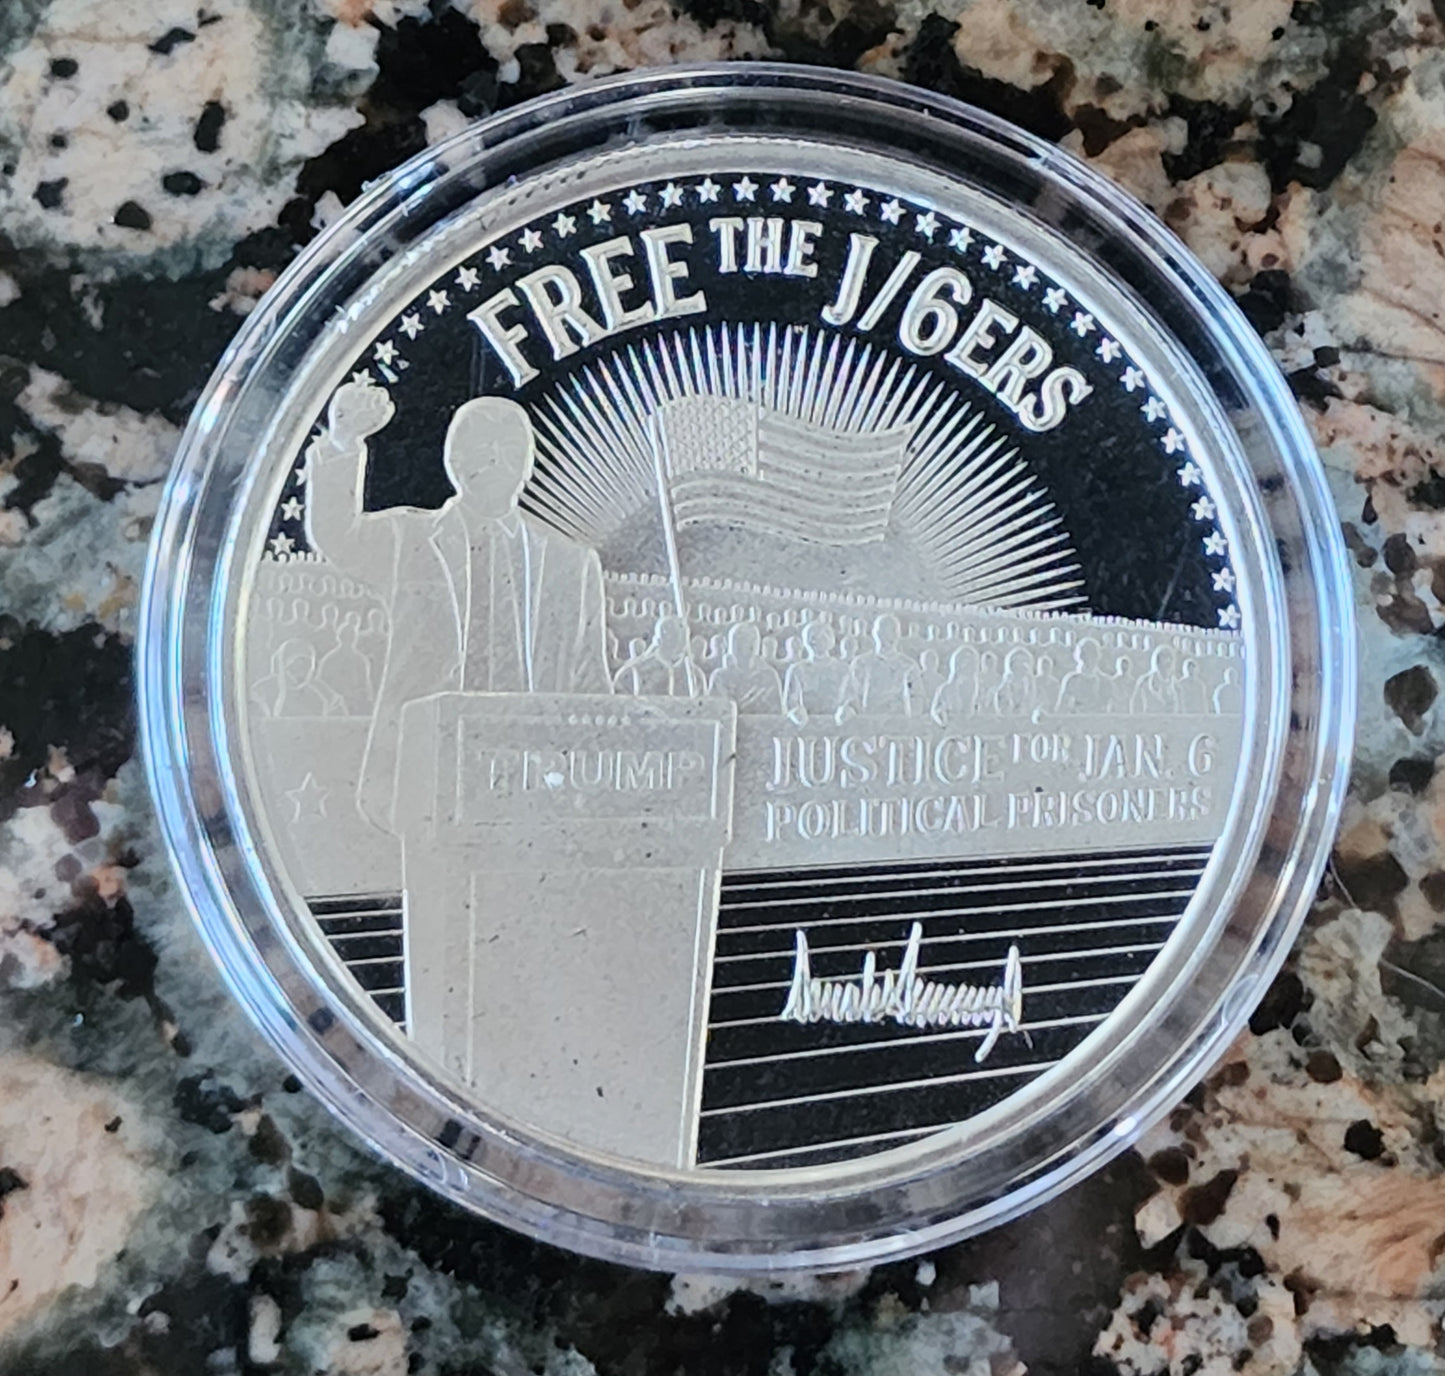 FREE THE J/6ERS
TRUMP
JUSTICE FOR JAN. 6
POLITICAL PRISONERS